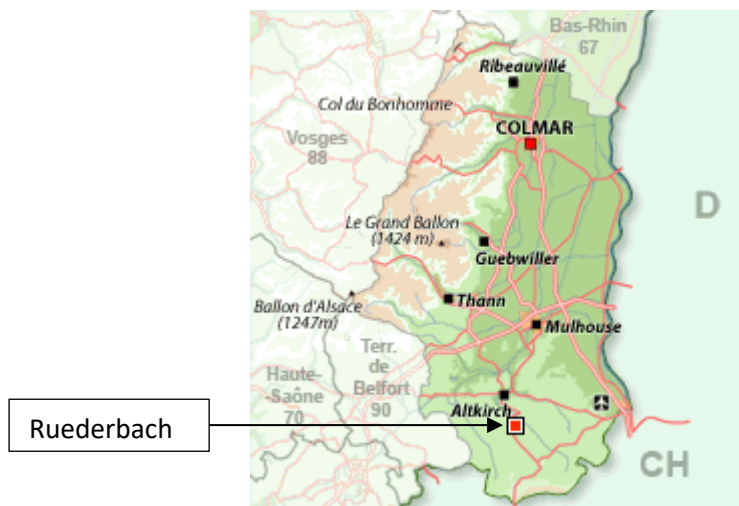 Bas-Rhin
67
Ribeauvillé
Col du Bonhomme
COLMAR
Vosges
88
D
Le Grand Ballon
(1424 m)
Guebwiller
Ballon d'Alsace
(1247m)
Thann
Mulhouse
Terr.
de
Belfort
90
Haute-
-Saône
70
Altkirch
Ruederbach
CH